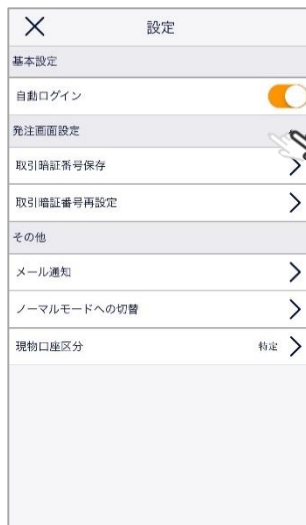 設定
基本設定
自動ログイン
発注画面設定
取引暗証番号保存
取引暗証番号再設定
その他
メール通知
ノーマルモードへの切替
現物口座区分 特定